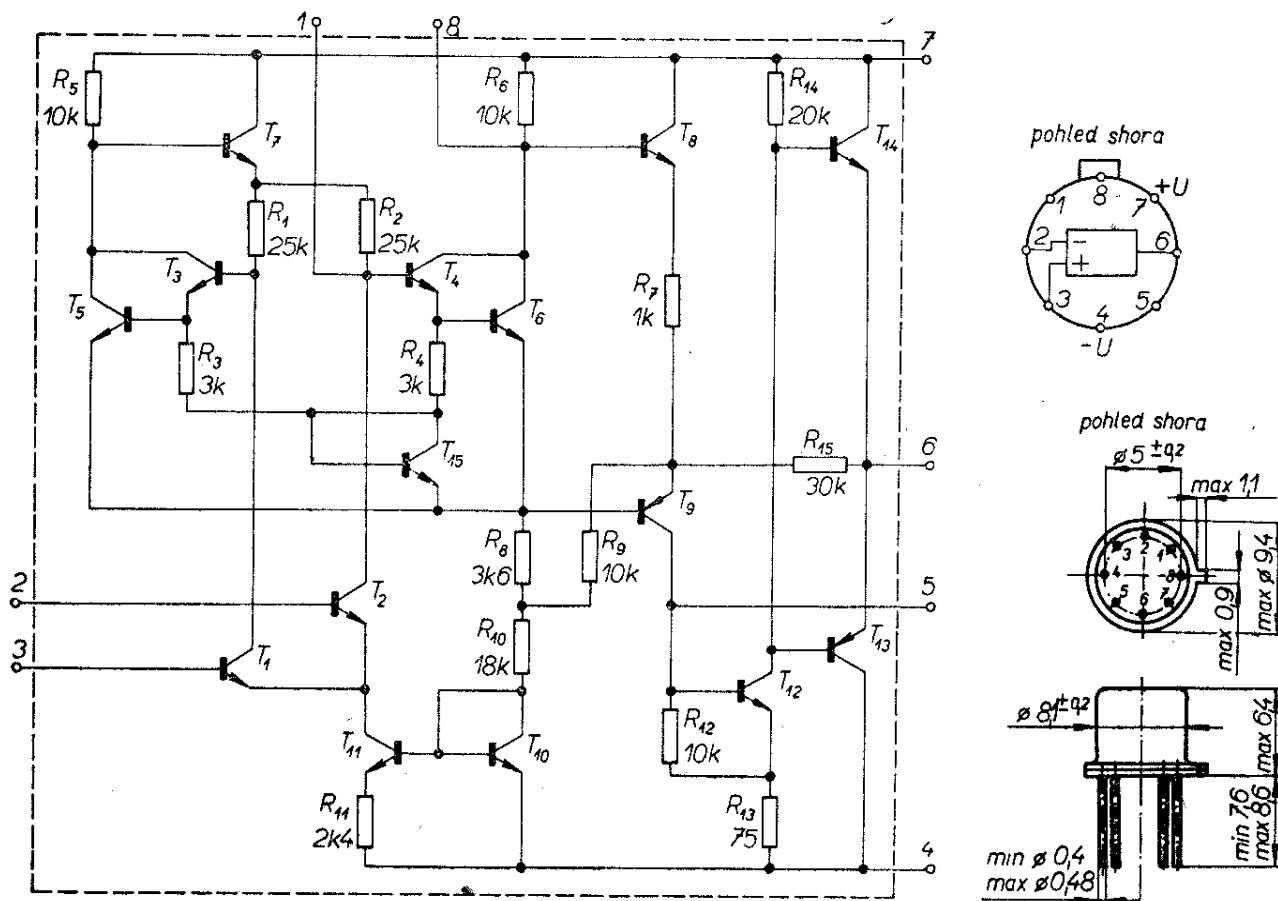 1
8
7
R5
10k
T7
R6
10k
T8
R14
20k
T14
R1
25k
R2
25k
T3
T4
T5
T6
R3
3k
R4
3k
R7
1k
T15
R15
30k
6
T9
R8
3k6
R9
10k
2
5
T2
3
T1
R10
18k
T13
T12
T11
T10
R12
10k
R11
2k4
R13
75
4
pohled shora
8
1
7
+U
2
-
6
+
3
4
5
-U
pohled shora
ø5 ±0,2
max 1,1
3
2
1
4
8
5
6
7
max 0,9
max ø 9,4
ø 8,1 ±0,2
max 6,4
min 7,6
max 8,6
min ø 0,4
max ø 0,48